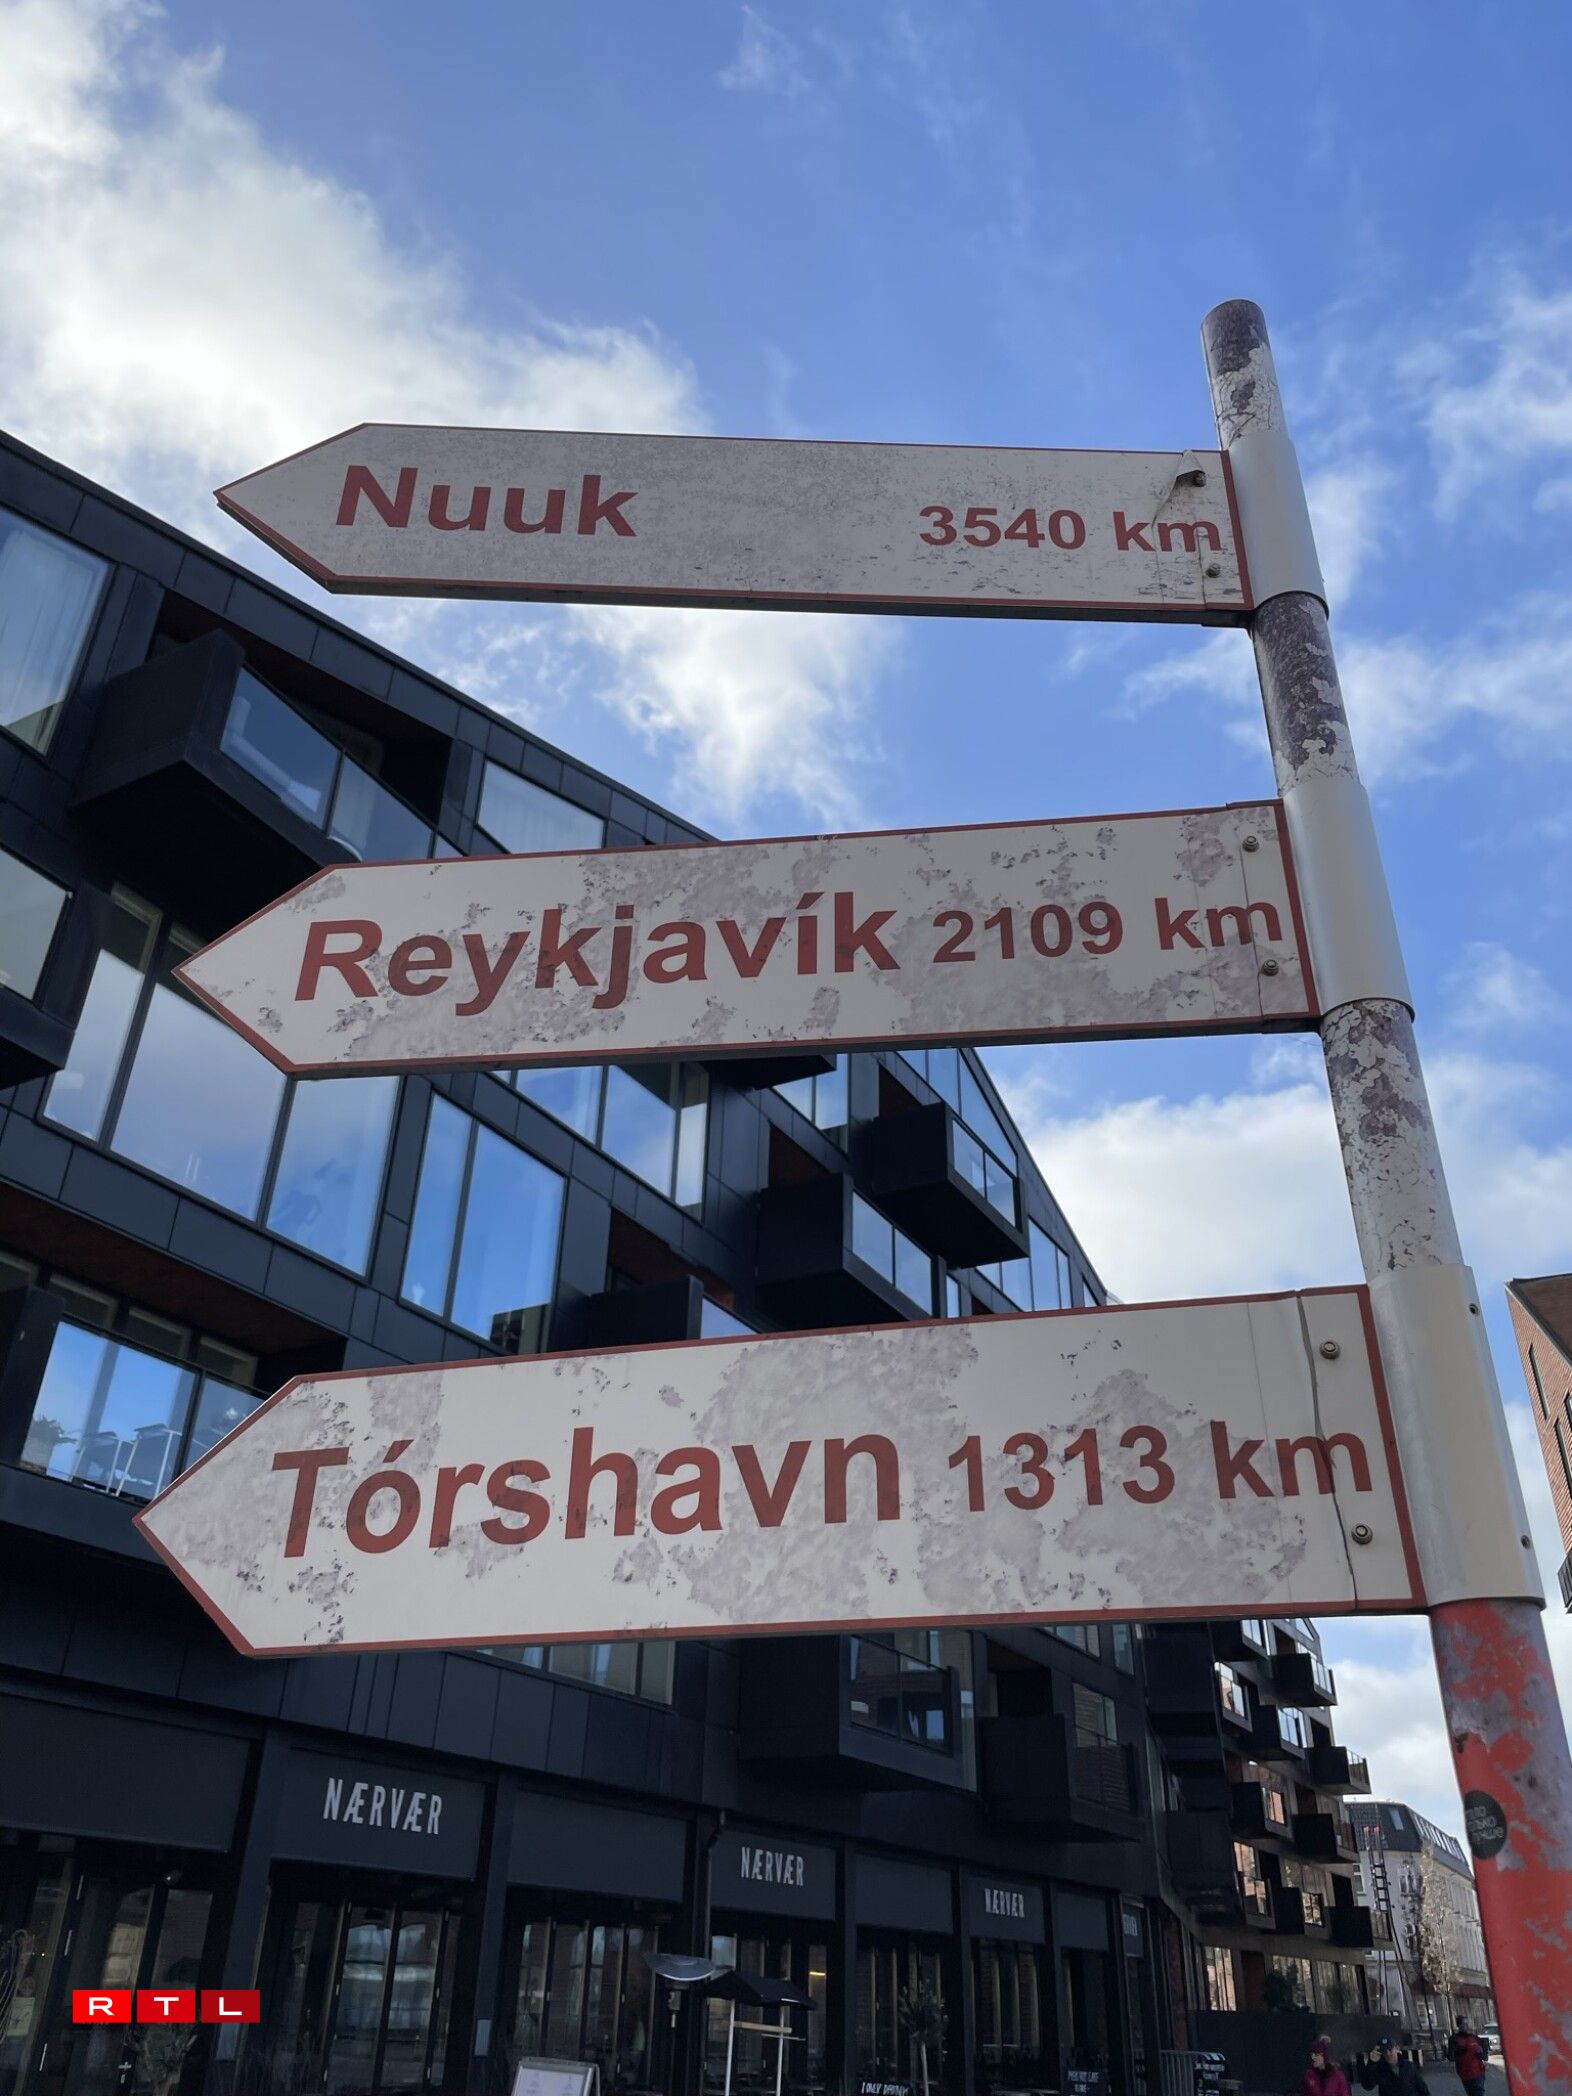 Nuuk 3540 km
Reykjavík 2109 km
Tórshavn 1313 km
NÆRVÆR
NÆRVÆR
NÆRVÆR
RTL